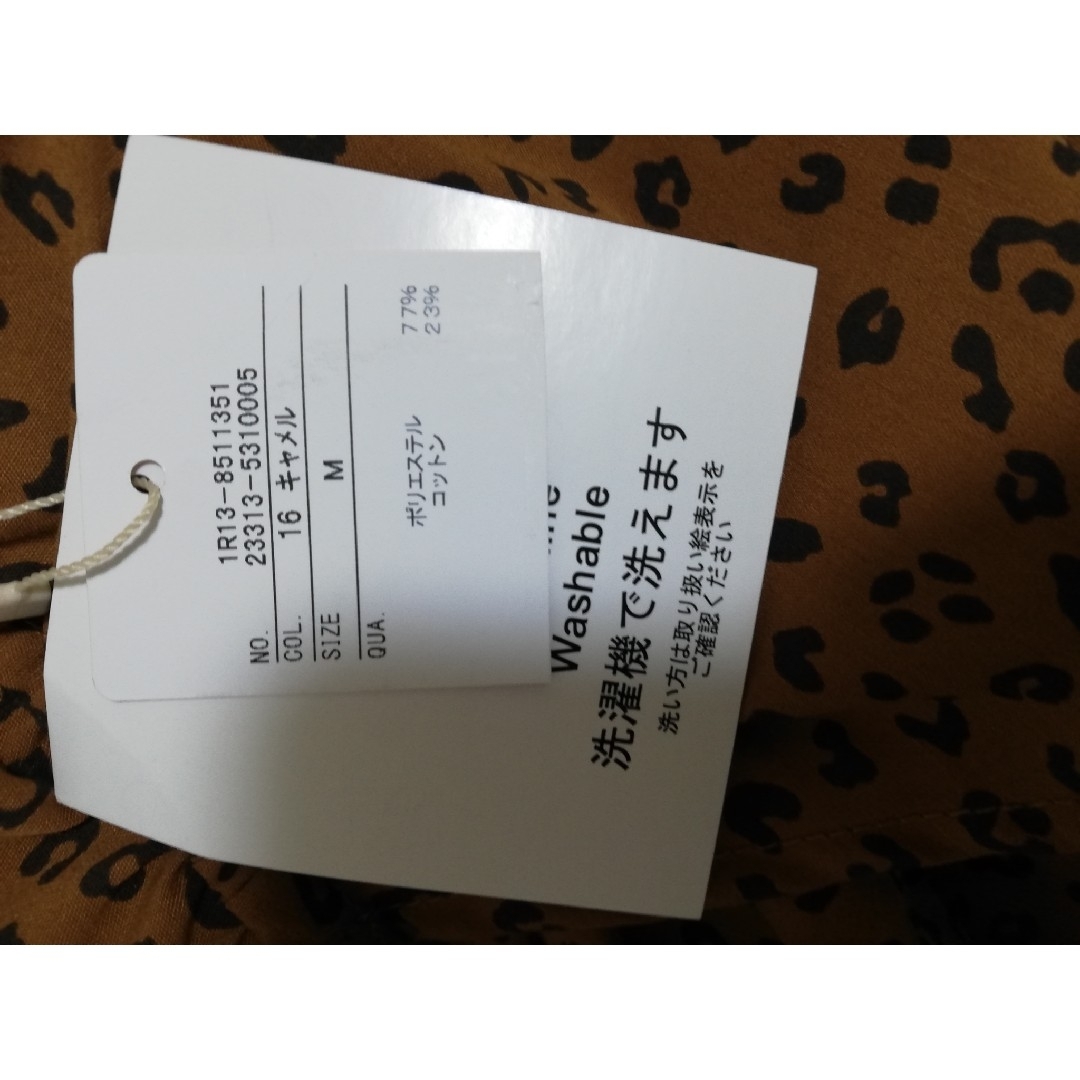 1R13-8511351
NO. 23313-5310005
COL. 16 キャメル
SIZE M
QUA.
ポリエステル 77%
コットン 23%
Washable
洗濯機で洗えます
洗い方は取り扱い絵表示を
ご確認ください